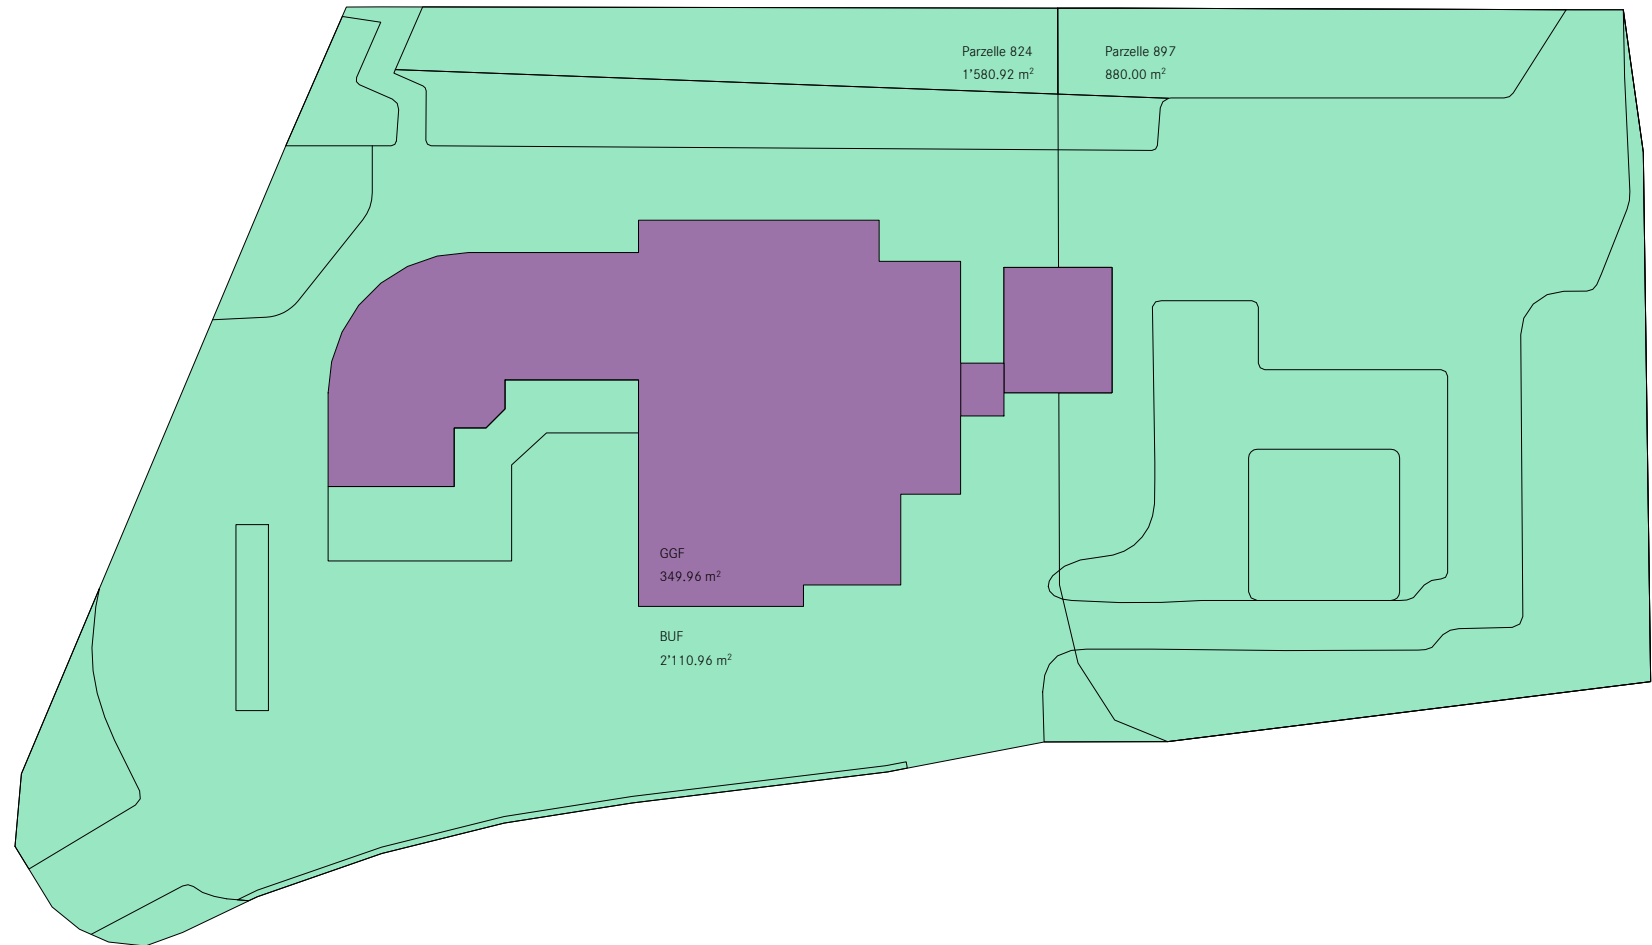 Parzelle 824
1'580.92 m²
Parzelle 897
880.00 m²
GGF
349.96 m²
BUF
2'110.96 m²